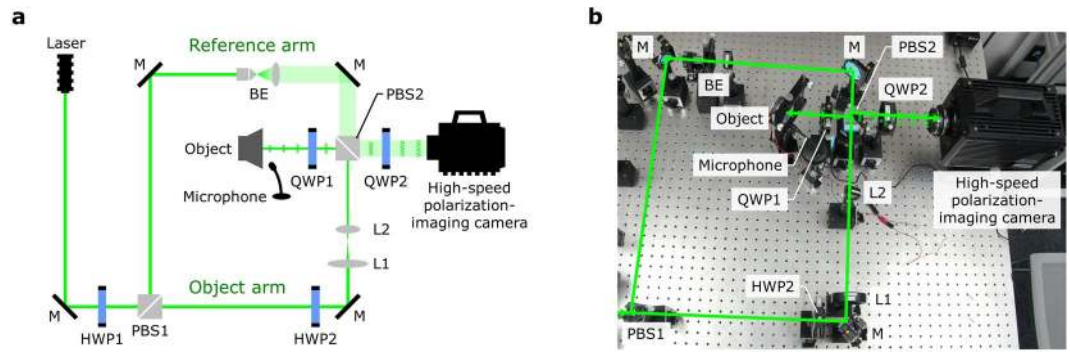 a
Laser
Reference arm
M
M
BE
PBS2
Object
Microphone
QWP1
QWP2
High-speed
polarization-
imaging camera
L2
L1
Object arm
M
HWP1
PBS1
HWP2
M
b
M
M
PBS2
BE
QWP2
Object
Microphone
QWP1
L2
High-speed
polarization-
imaging camera
HWP2
L1
PBS1
M